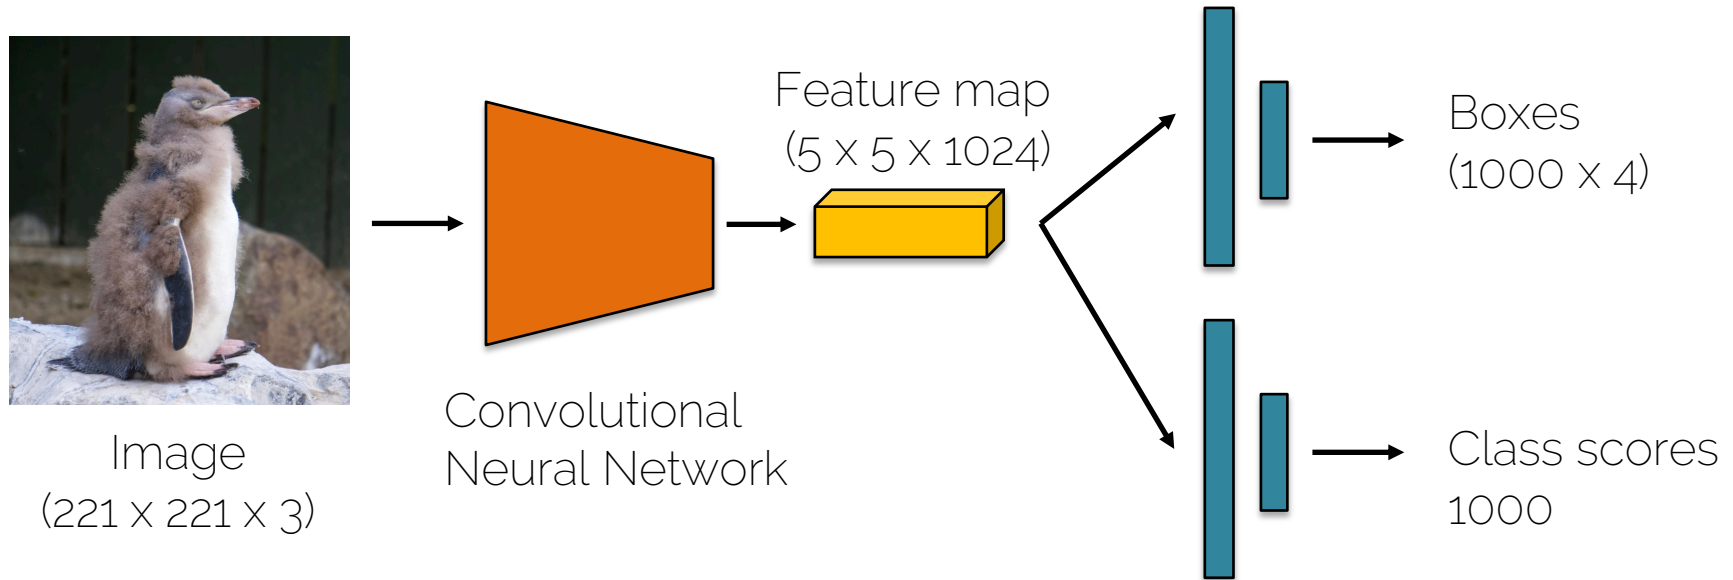 Image
(221 x 221 x 3)
Convolutional
Neural Network
Feature map
(5 x 5 x 1024)
Boxes
(1000 x 4)
Class scores
1000